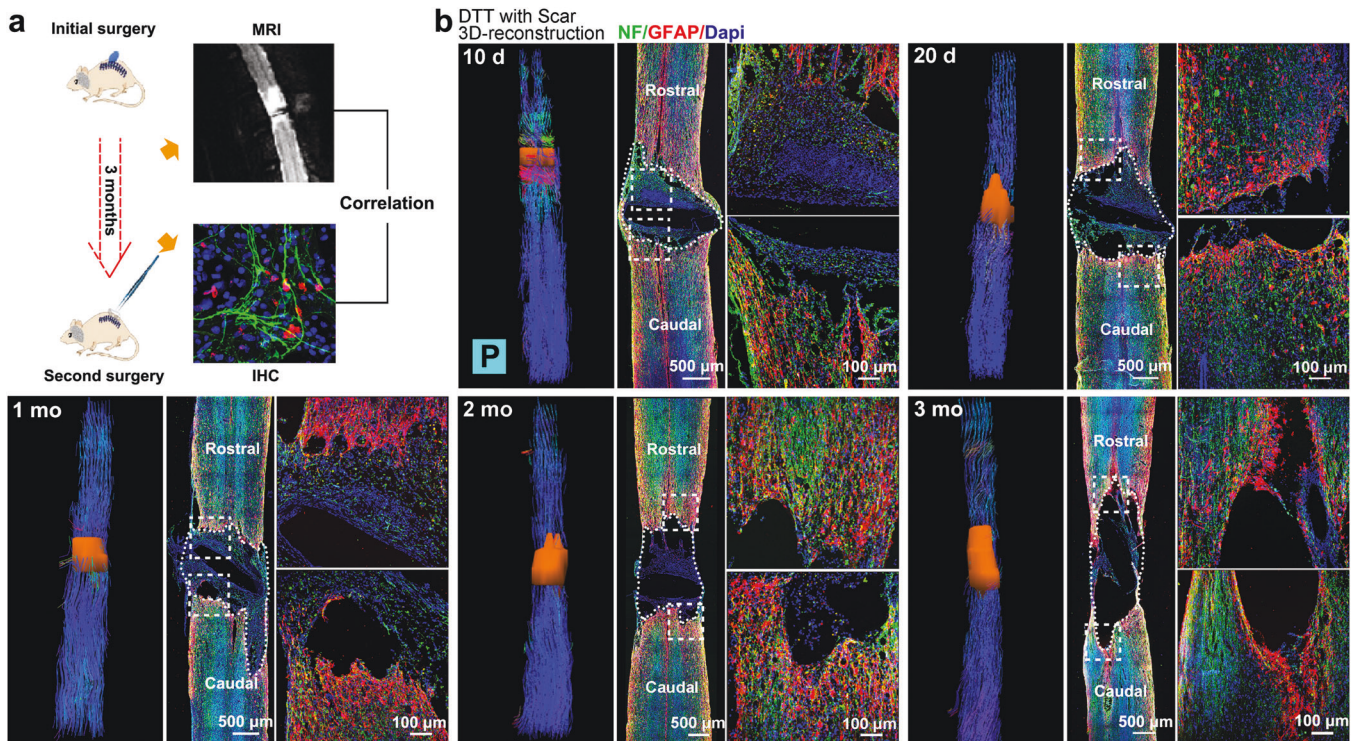 a
Initial surgery
MRI
3 months
Correlation
Second surgery
IHC
b
DTT with Scar
3D-reconstruction
NF/GFAP/Dapi
10 d
Rostral
Caudal
P
500 µm
100 µm
20 d
Rostral
Caudal
500 µm
100 µm
1 mo
Rostral
Caudal
500 µm
100 µm
2 mo
Rostral
Caudal
500 µm
100 µm
3 mo
Rostral
Caudal
500 µm
100 µm